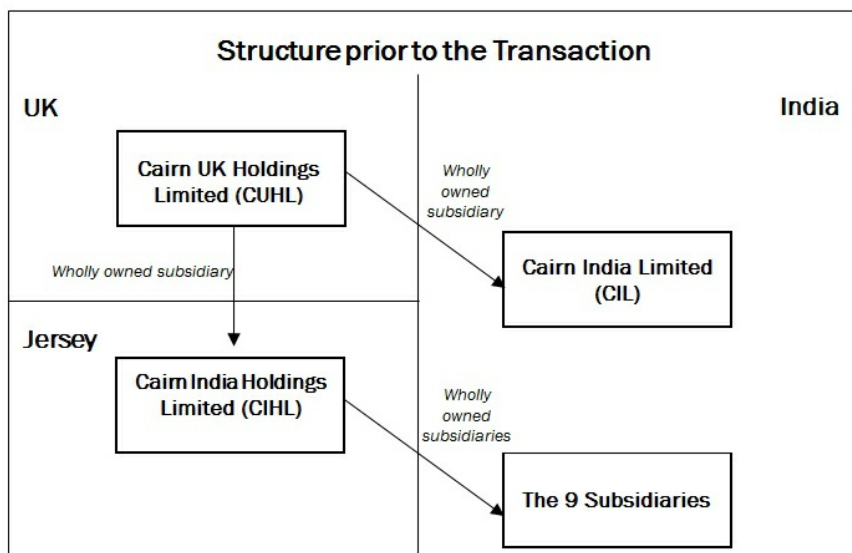 Structure prior to the Transaction
UK
India
Cairn UK Holdings
Limited (CUHL)
Wholly
owned
subsidiary
Cairn India Limited
(CIL)
Wholly owned subsidiary
Jersey
Cairn India Holdings
Limited (CIHL)
Wholly
owned
subsidiaries
The 9 Subsidiaries